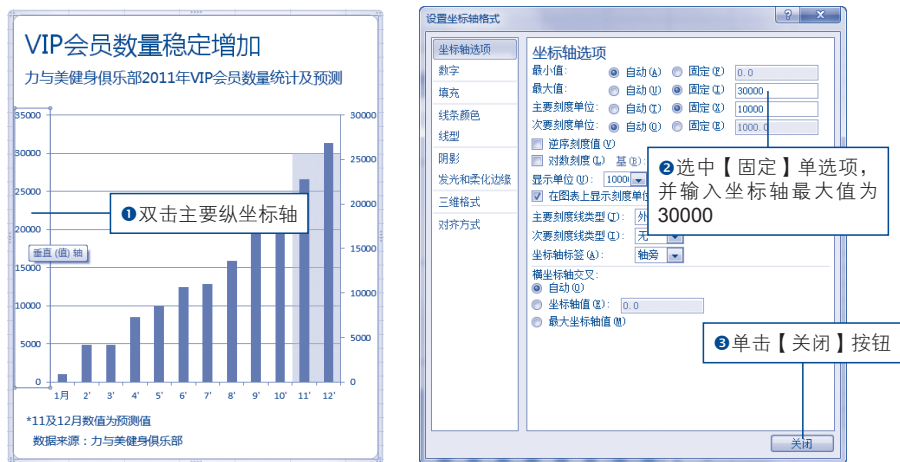 VIP会员数量稳定增加
力与美健身俱乐部2011年VIP会员数量统计及预测
35000
30000
25000
20000
15000
10000
5000
0
30000
25000
20000
15000
10000
5000
0
❶双击主要纵坐标轴
垂直 (值) 轴
1月 2' 3' 4' 5' 6' 7' 8' 9' 10' 11' 12'
*11及12月数值为预测值
数据来源：力与美健身俱乐部
设置坐标轴格式
坐标轴选项
数字
填充
线条颜色
线型
阴影
发光和柔化边缘
三维格式
对齐方式
坐标轴选项
最小值: 自动(A) 固定(F) 0.0
最大值: 自动(U) 固定(I) 30000
主要刻度单位: 自动(T) 固定(X) 10000
次要刻度单位: 自动(O) 固定(E) 1000.0
逆序刻度值(V)
对数刻度(L) 基(B):
显示单位(U): 1000
在图表上显示刻度单位
主要刻度线类型(J): 外
次要刻度线类型(I): 无
坐标轴标签(A): 轴旁
横坐标轴交叉:
自动(O)
坐标轴值(E): 0.0
最大坐标轴值(M)
❷选中【固定】单选项，
并输入坐标轴最大值为
30000
❸单击【关闭】按钮
关闭